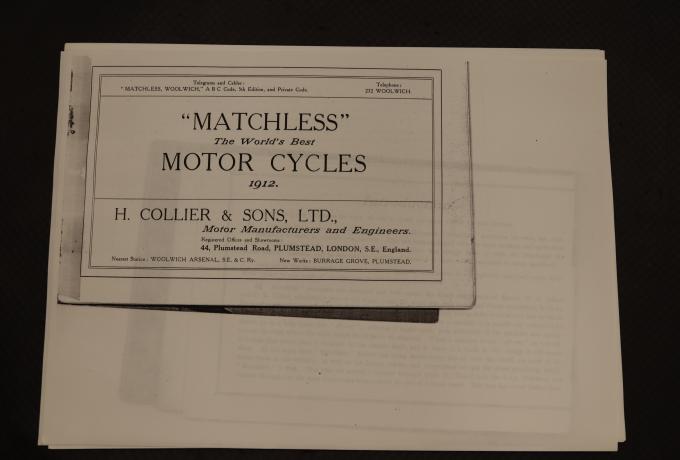 Telegrams and Cables:
"MATCHLESS, WOOLWICH," A B C Code, 5th Edition, and Private Code.
Telephone:
232 WOOLWICH.
"MATCHLESS"
The World's Best
MOTOR CYCLES
1912.
H. COLLIER & SONS, LTD.,
Motor Manufacturers and Engineers.
Registered Offices and Showrooms:
44, Plumstead Road, PLUMSTEAD, LONDON, S.E., England.
Nearest Station: WOOLWICH ARSENAL, S.E. & C. Ry. New Works: BURRAGE GROVE, PLUMSTEAD.